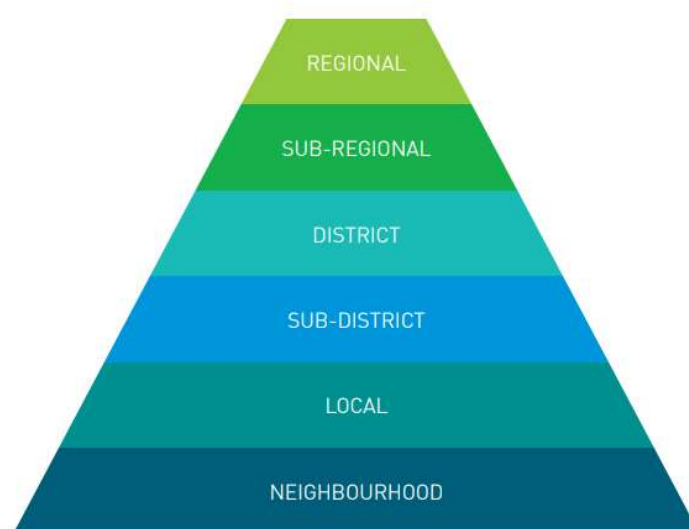 REGIONAL
SUB-REGIONAL
DISTRICT
SUB-DISTRICT
LOCAL
NEIGHBOURHOOD